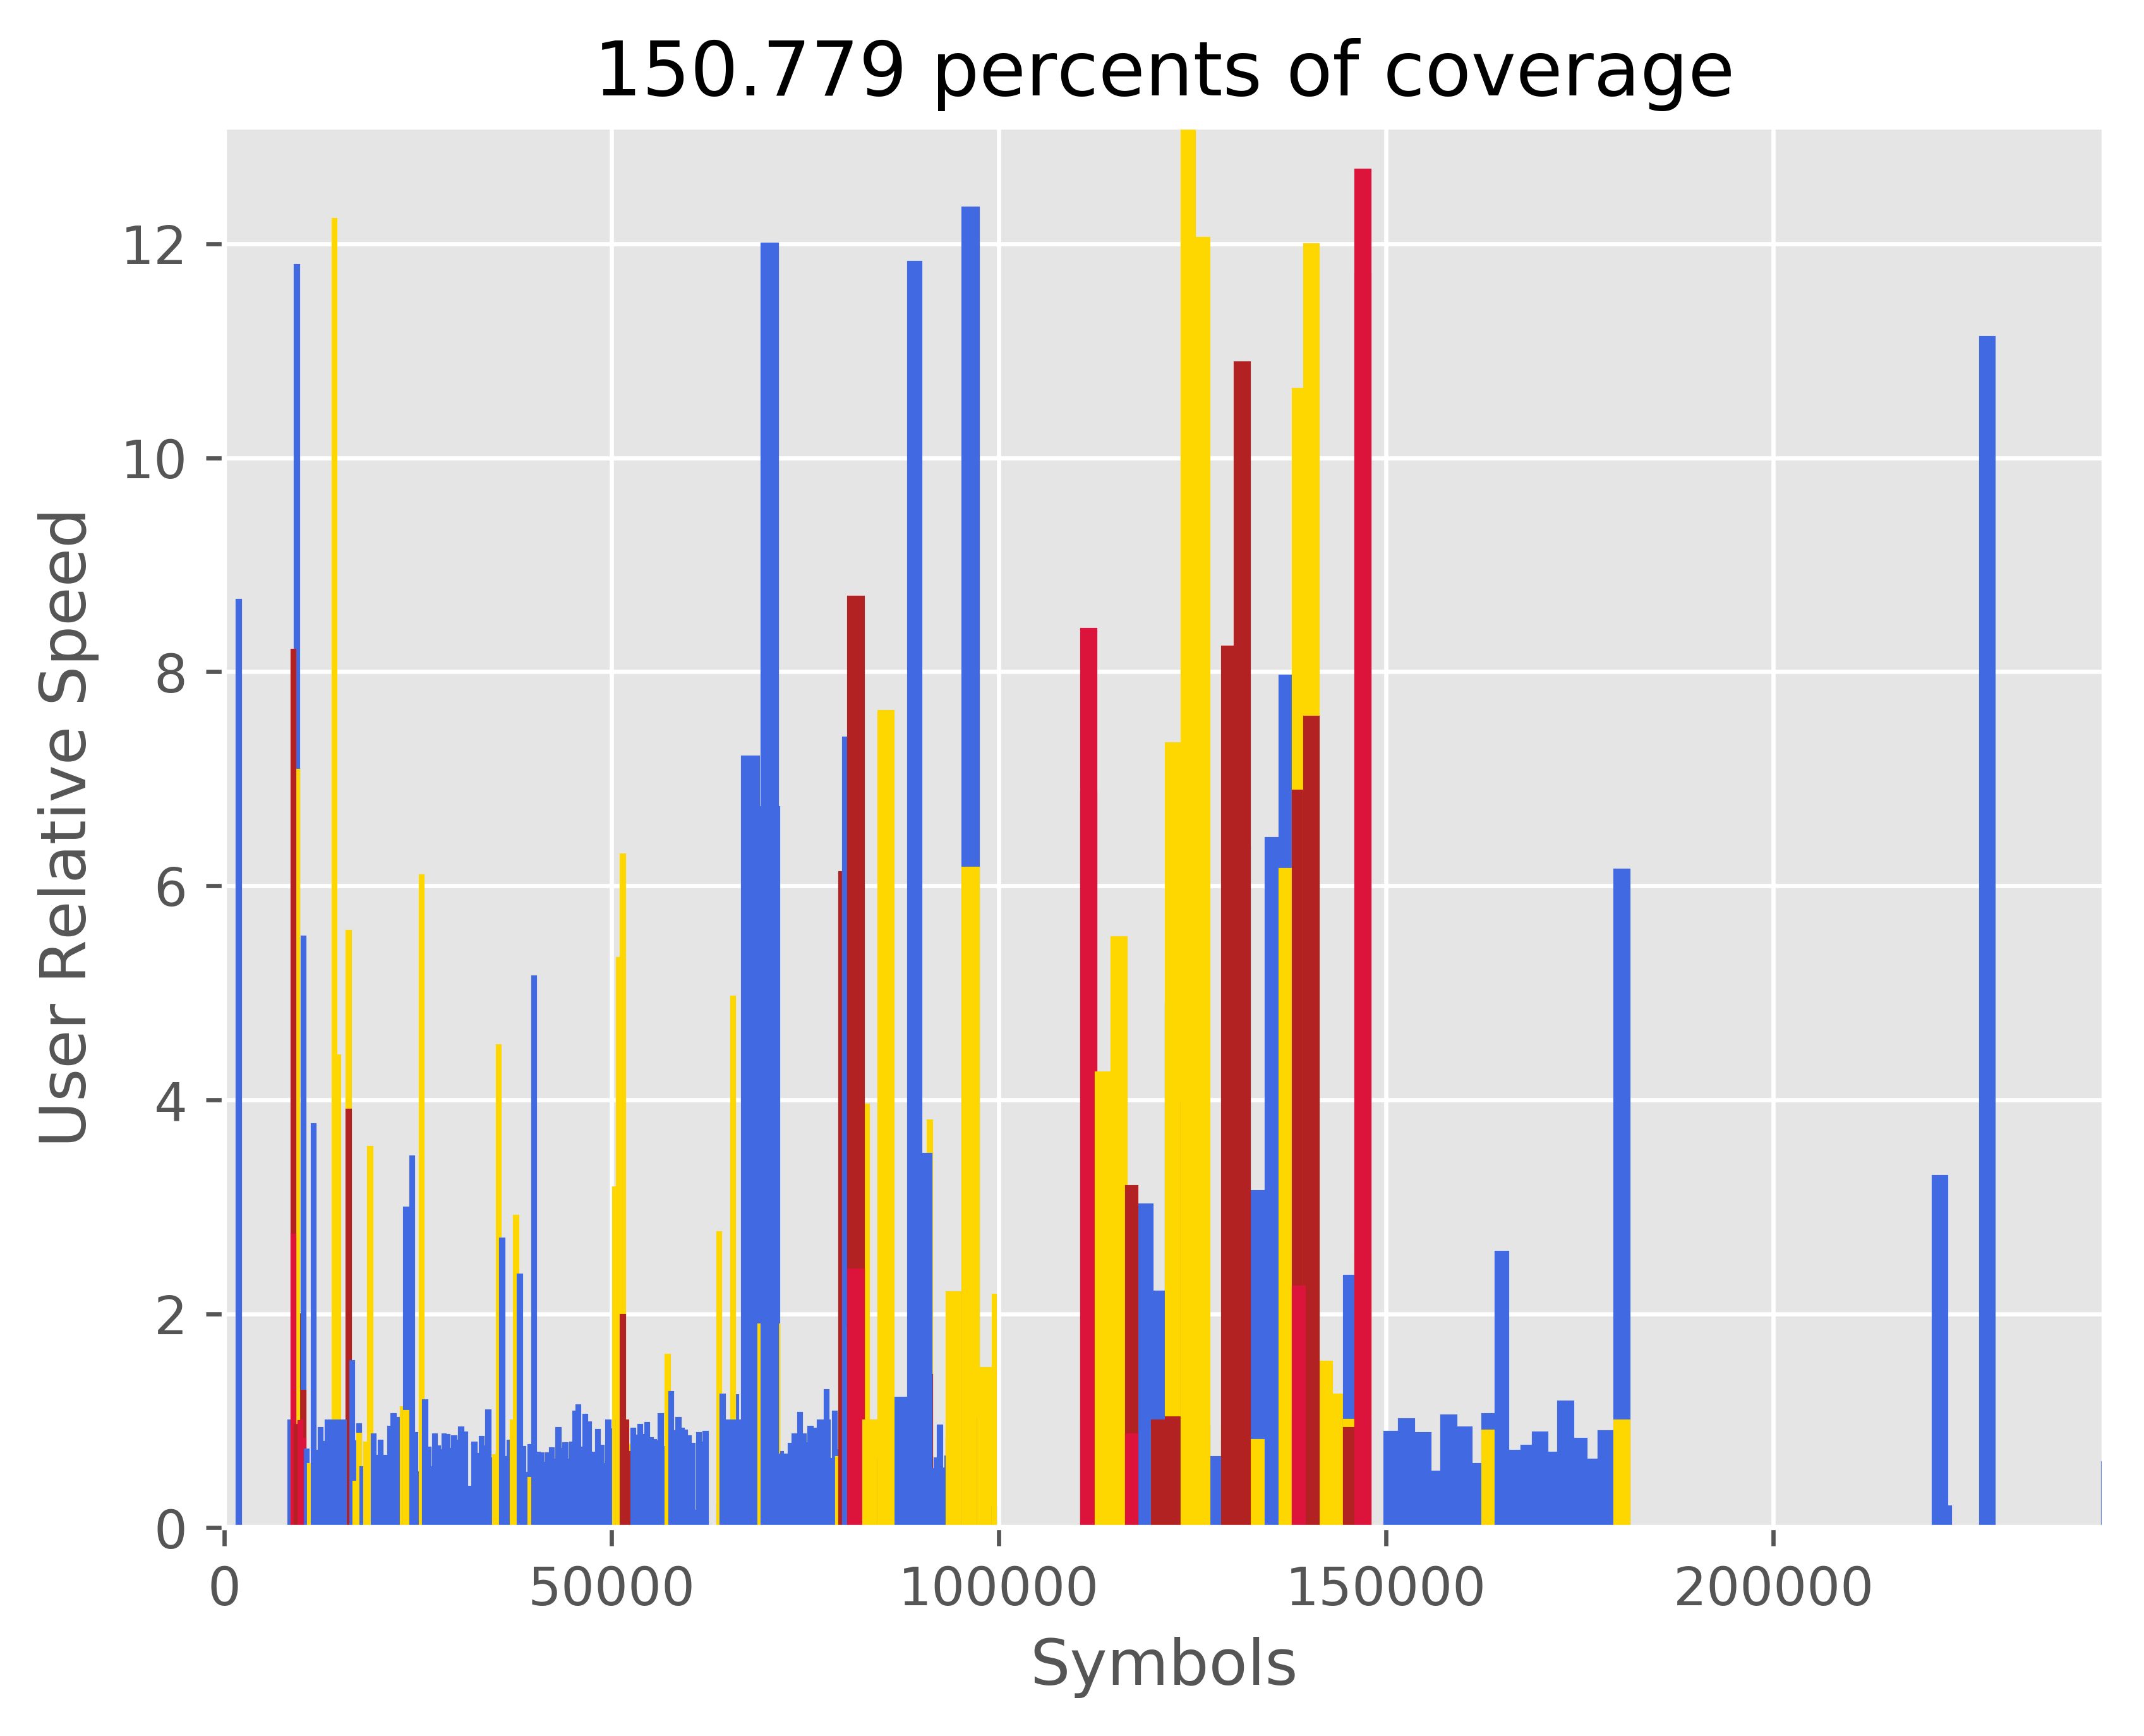 150.779 percents of coverage
12
10
8
6
4
2
0
User Relative Speed
0 50000 100000 150000 200000
Symbols